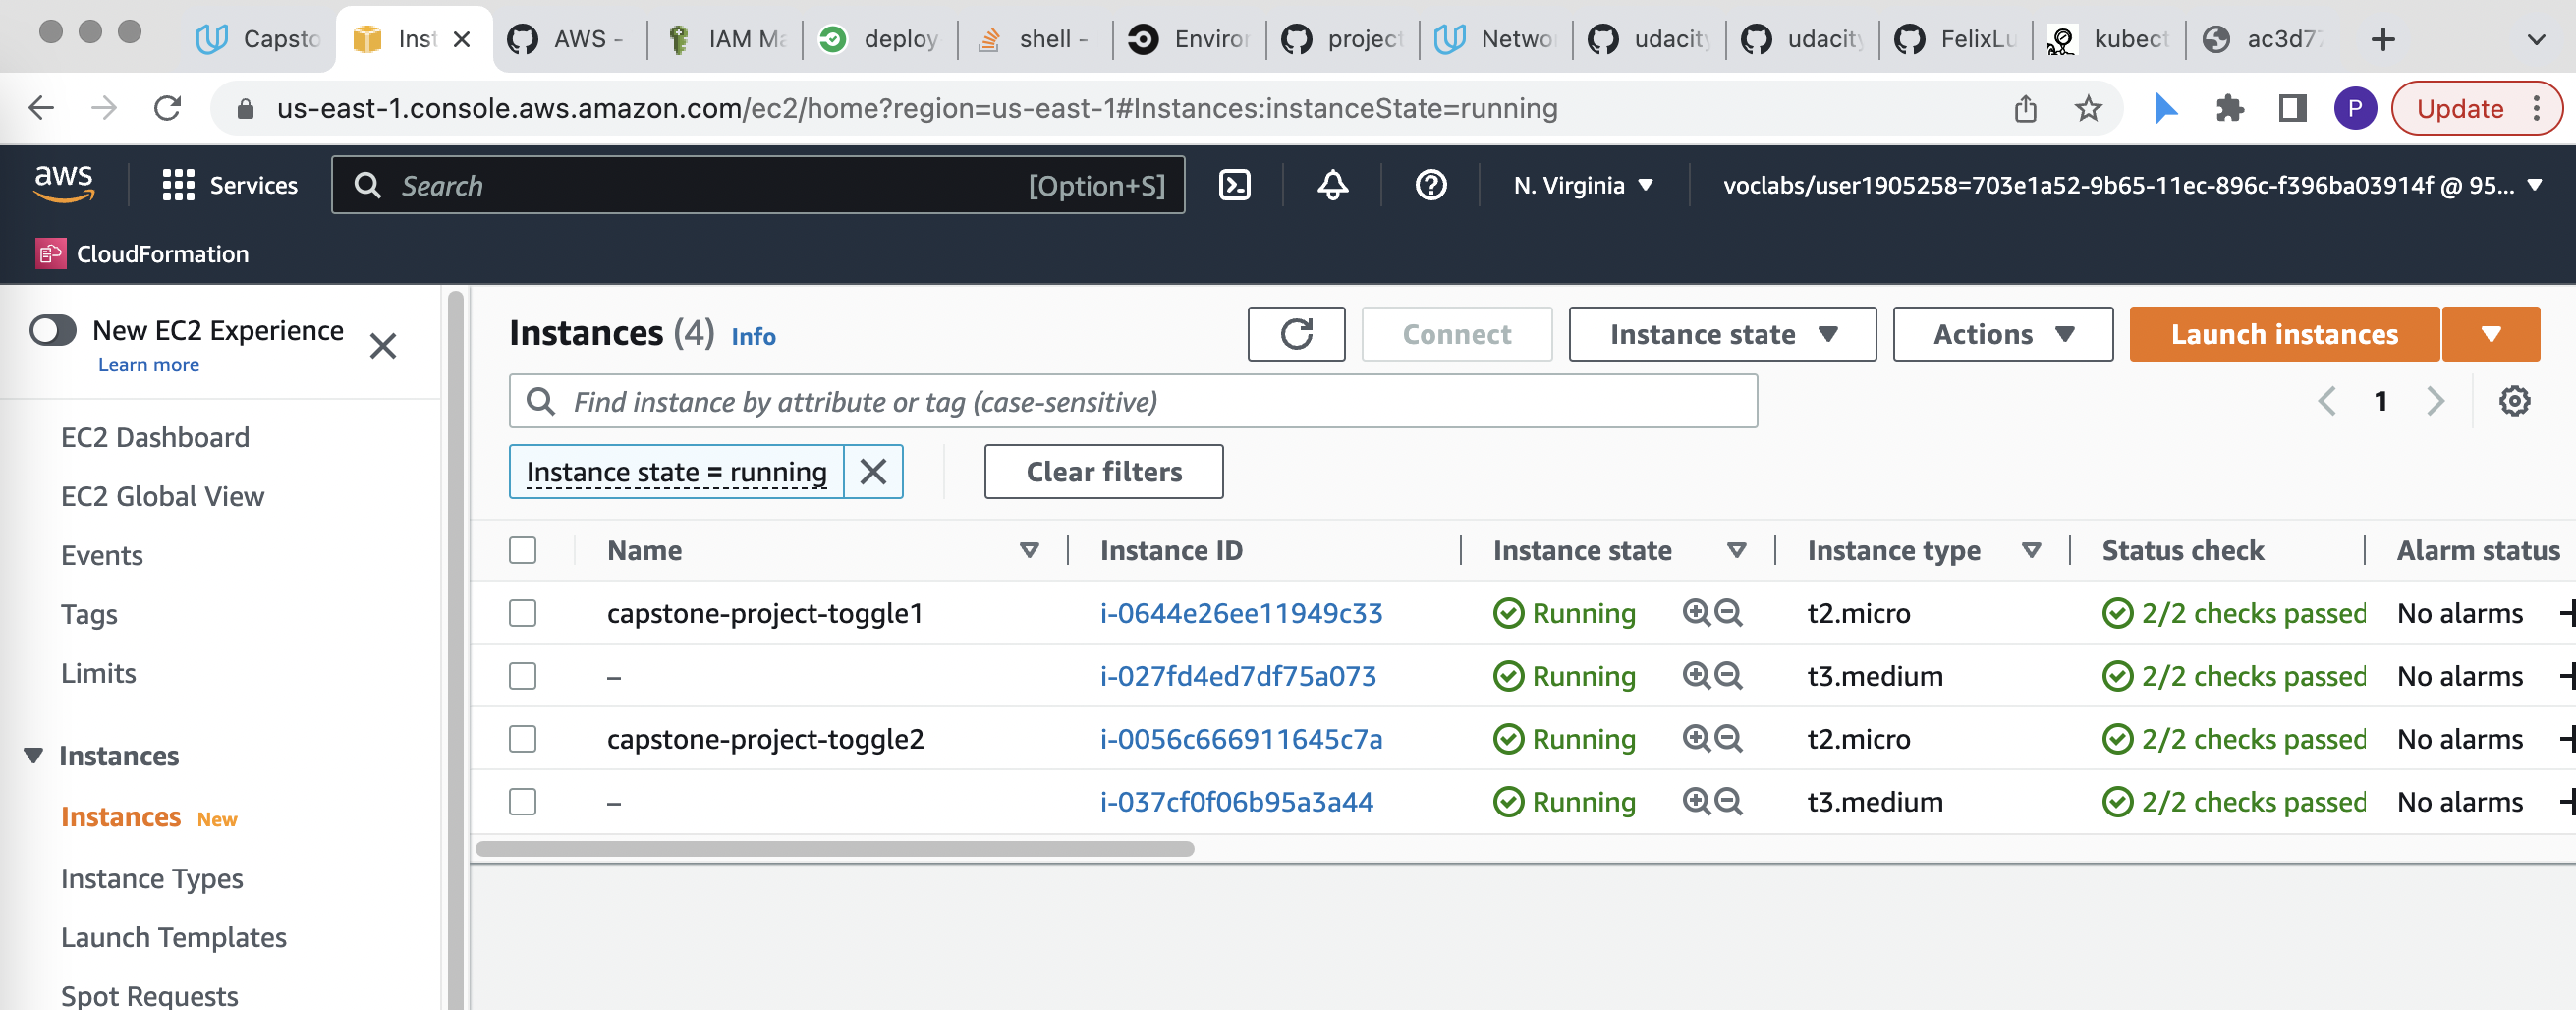 Capsto
Inst
AWS -
IAM Ma
deploy
shell -
Enviror
project
Networ
udacity
udacity
FelixLu
kubect
ac3d77
us-east-1.console.aws.amazon.com/ec2/home?region=us-east-1#Instances:instanceState=running
P
Update
aws
Services
Search
[Option+S]
N. Virginia
voclabs/user1905258=703e1a52-9b65-11ec-896c-f396ba03914f @ 95...
CloudFormation
New EC2 Experience
Learn more
EC2 Dashboard
EC2 Global View
Events
Tags
Limits
Instances
Instances New
Instance Types
Launch Templates
Spot Requests
Instances (4) Info
Connect
Instance state
Actions
Launch instances
Find instance by attribute or tag (case-sensitive)
1
Instance state = running
Clear filters
Name Instance ID Instance state Instance type Status check Alarm status
capstone-project-toggle1 i-0644e26ee11949c33 Running t2.micro 2/2 checks passed No alarms
– i-027fd4ed7df75a073 Running t3.medium 2/2 checks passed No alarms
capstone-project-toggle2 i-0056c666911645c7a Running t2.micro 2/2 checks passed No alarms
– i-037cf0f06b95a3a44 Running t3.medium 2/2 checks passed No alarms